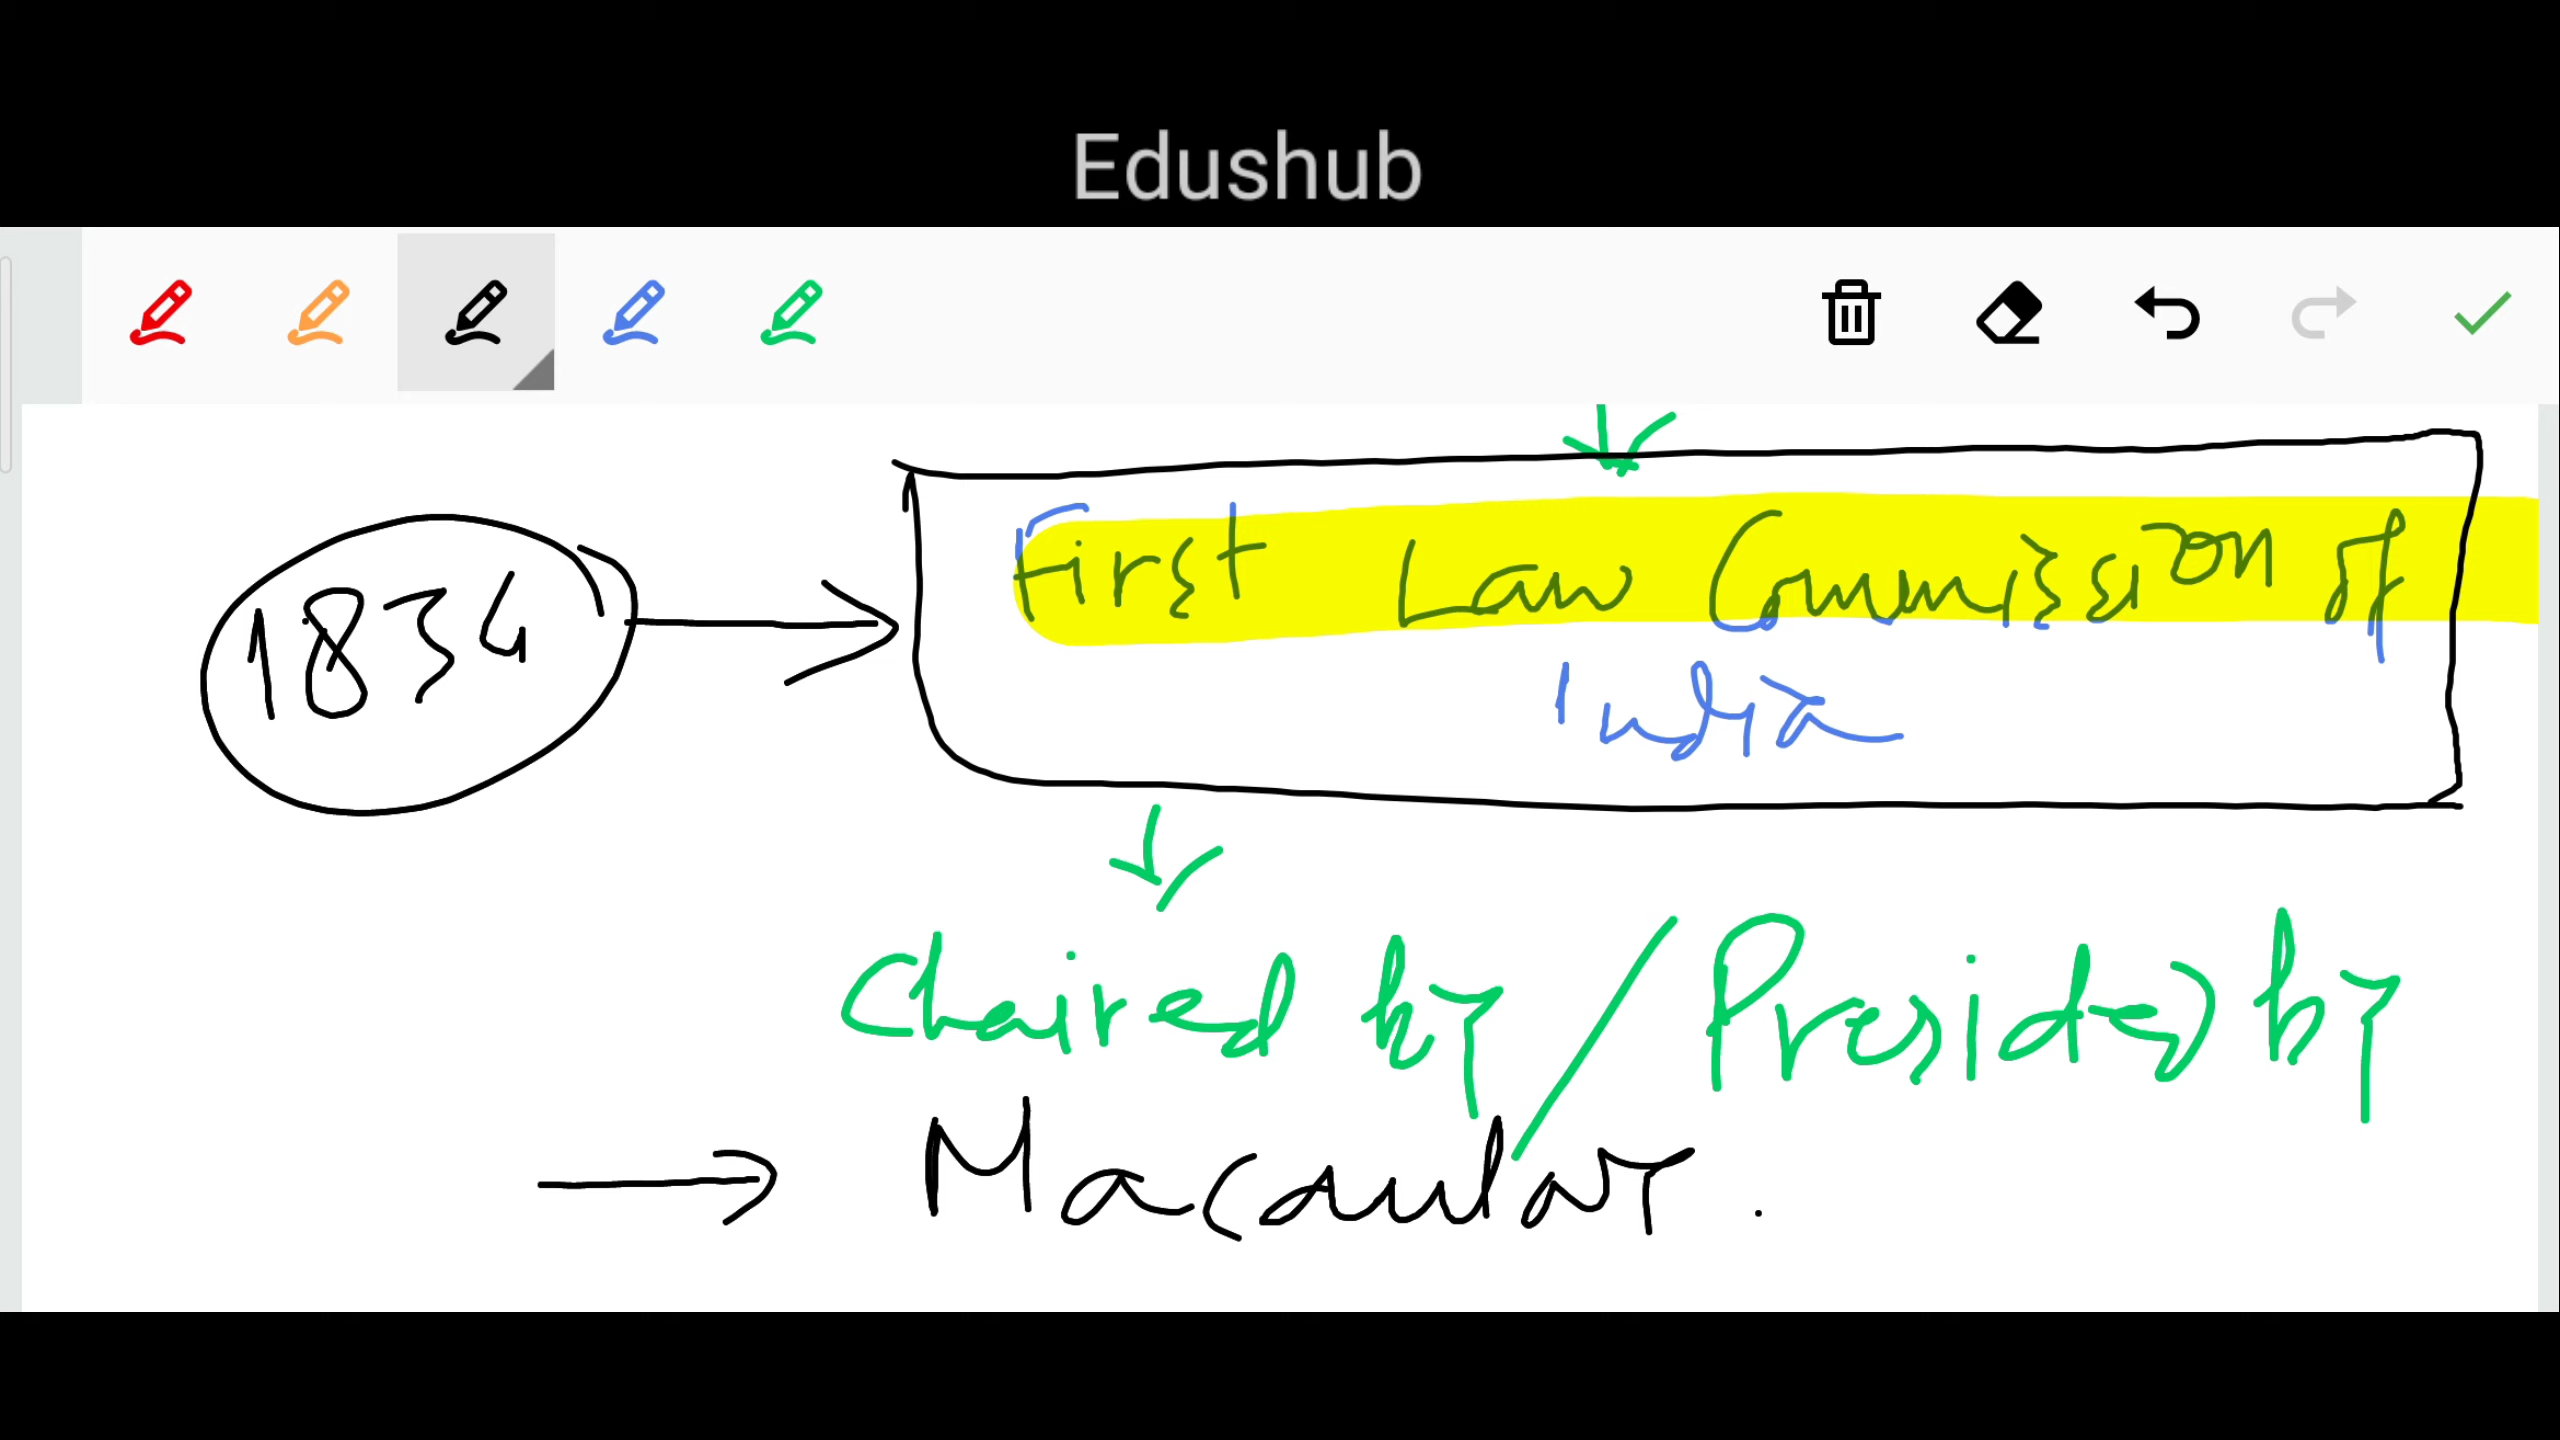 Edushub
1834 → First Law Commission of
India
Chaired by / Presided by
→ Macaulay.